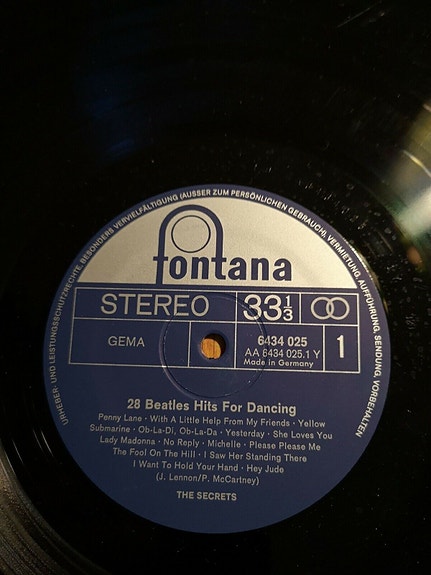 URHEBER- UND LEISTUNGSSCHUTZRECHTE, BESONDERS VERVIELFÄLTIGUNG (AUSSER ZUM PERSÖNLICHEN GEBRAUCH), VERMIETUNG, AUFFÜHRUNG, SENDUNG, VORBEHALTEN
fontana
STEREO 33 1/3
GEMA
6434 025
AA 6434 025.1 Y
Made in Germany
1
28 Beatles Hits For Dancing
Penny Lane · With A Little Help From My Friends · Yellow
Submarine · Ob-La-Di, Ob-La-Da · Yesterday · She Loves You
Lady Madonna · No Reply · Michelle · Please Please Me
The Fool On The Hill · I Saw Her Standing There
I Want To Hold Your Hand · Hey Jude
(J. Lennon/P. McCartney)
THE SECRETS